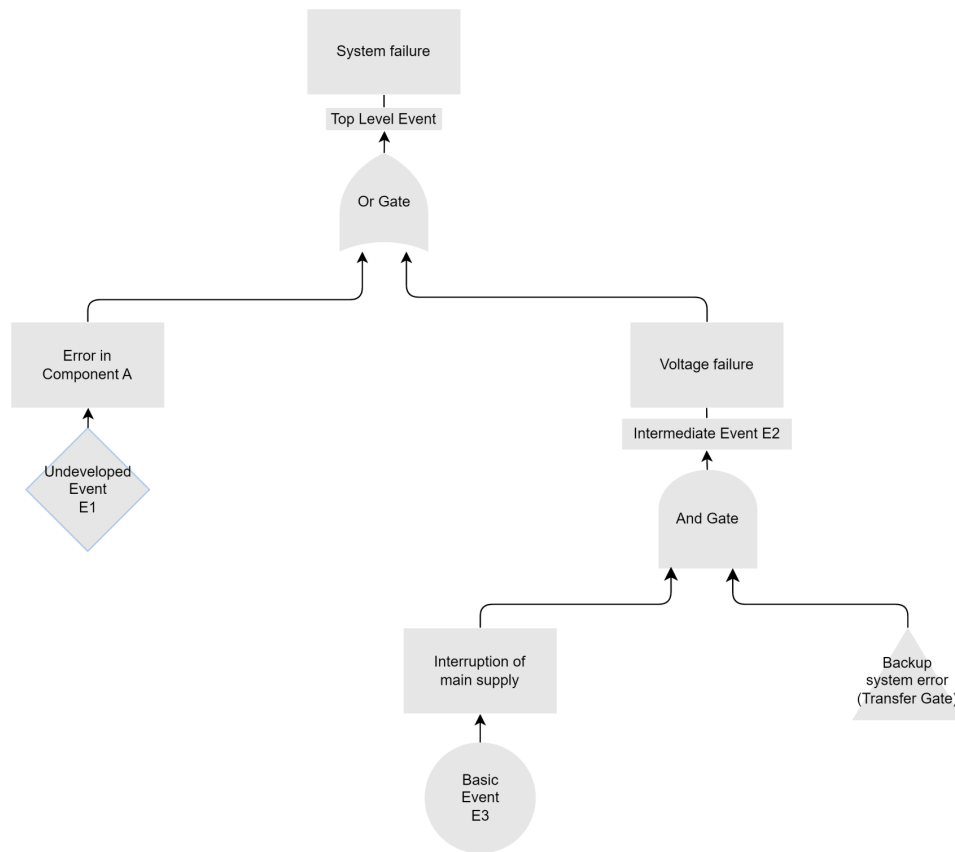 System failure
Top Level Event
Or Gate
Error in
Component A
Voltage failure
Intermediate Event E2
Undeveloped
Event
E1
And Gate
Interruption of
main supply
Backup
system error
(Transfer Gate)
Basic
Event
E3